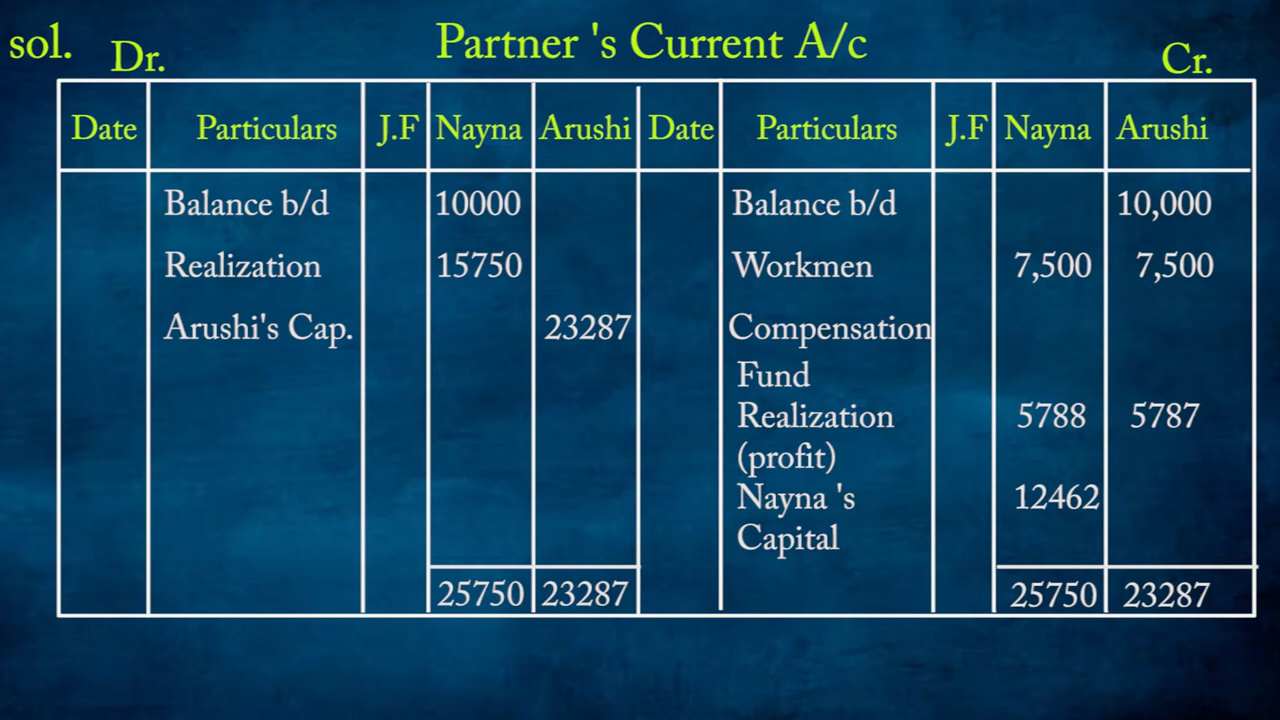 sol. Dr. Partner 's Current A/c Cr.
Date Particulars J.F Nayna Arushi Date Particulars J.F Nayna Arushi
Balance b/d 10000 Balance b/d 10,000
Realization 15750 Workmen 7,500 7,500
Arushi's Cap. 23287 Compensation
Fund
Realization 5788 5787
(profit)
Nayna 's 12462
Capital
25750 23287 25750 23287